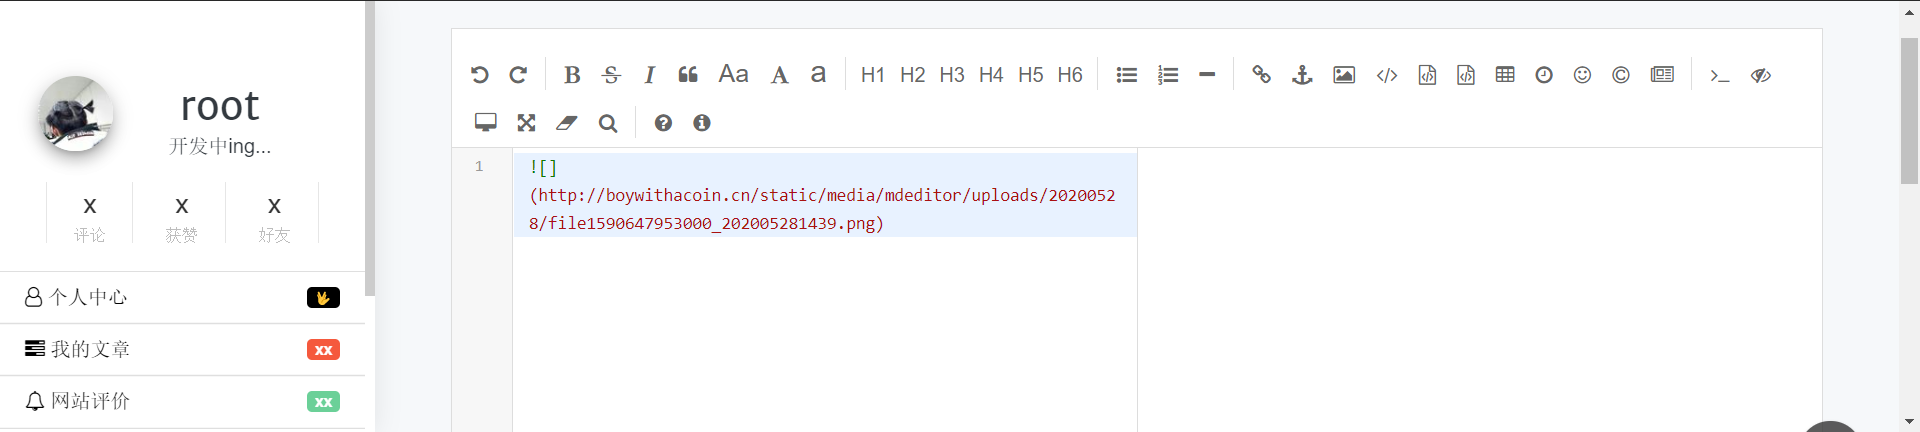 root
开发中ing...
x x x
评论 获赞 好友
个人中心
我的文章 xx
网站评价 xx
B S I Aa A a H1 H2 H3 H4 H5 H6
1 ![]
(http://boywithacoin.cn/static/media/mdeditor/uploads/2020052
8/file1590647953000_202005281439.png)